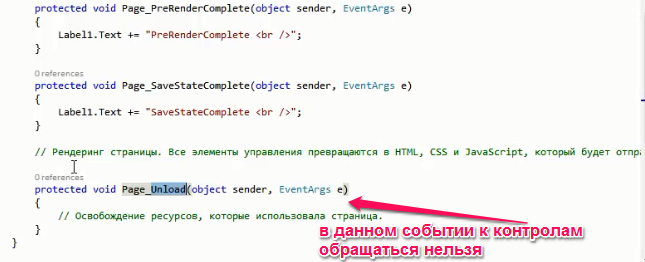 protected void Page_PreRenderComplete(object sender, EventArgs e)
{
Label1.Text += "PreRenderComplete <br />";
}
0 references
protected void Page_SaveStateComplete(object sender, EventArgs e)
{
Label1.Text += "SaveStateComplete <br />";
}
// Рендеринг страницы. Все элементы управления превращаются в HTML, CSS и JavaScript, который будет отпра
0 references
protected void Page_Unload(object sender, EventArgs e)
{
// Освобождение ресурсов, которые использовала страница.
}
}
в данном событии к контролам
обращаться нельзя